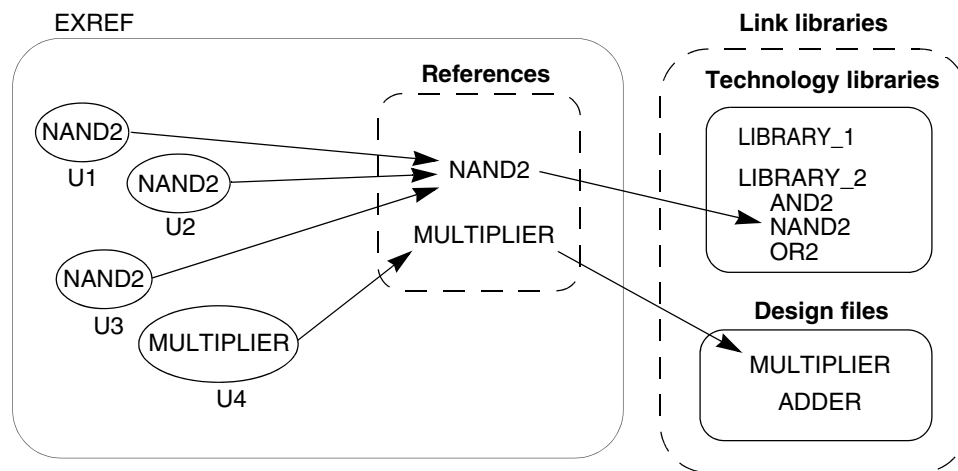 EXREF
References
NAND2
U1
NAND2
U2
NAND2
U3
MULTIPLIER
U4
NAND2
MULTIPLIER
Link libraries
Technology libraries
LIBRARY_1
LIBRARY_2
AND2
NAND2
OR2
Design files
MULTIPLIER
ADDER